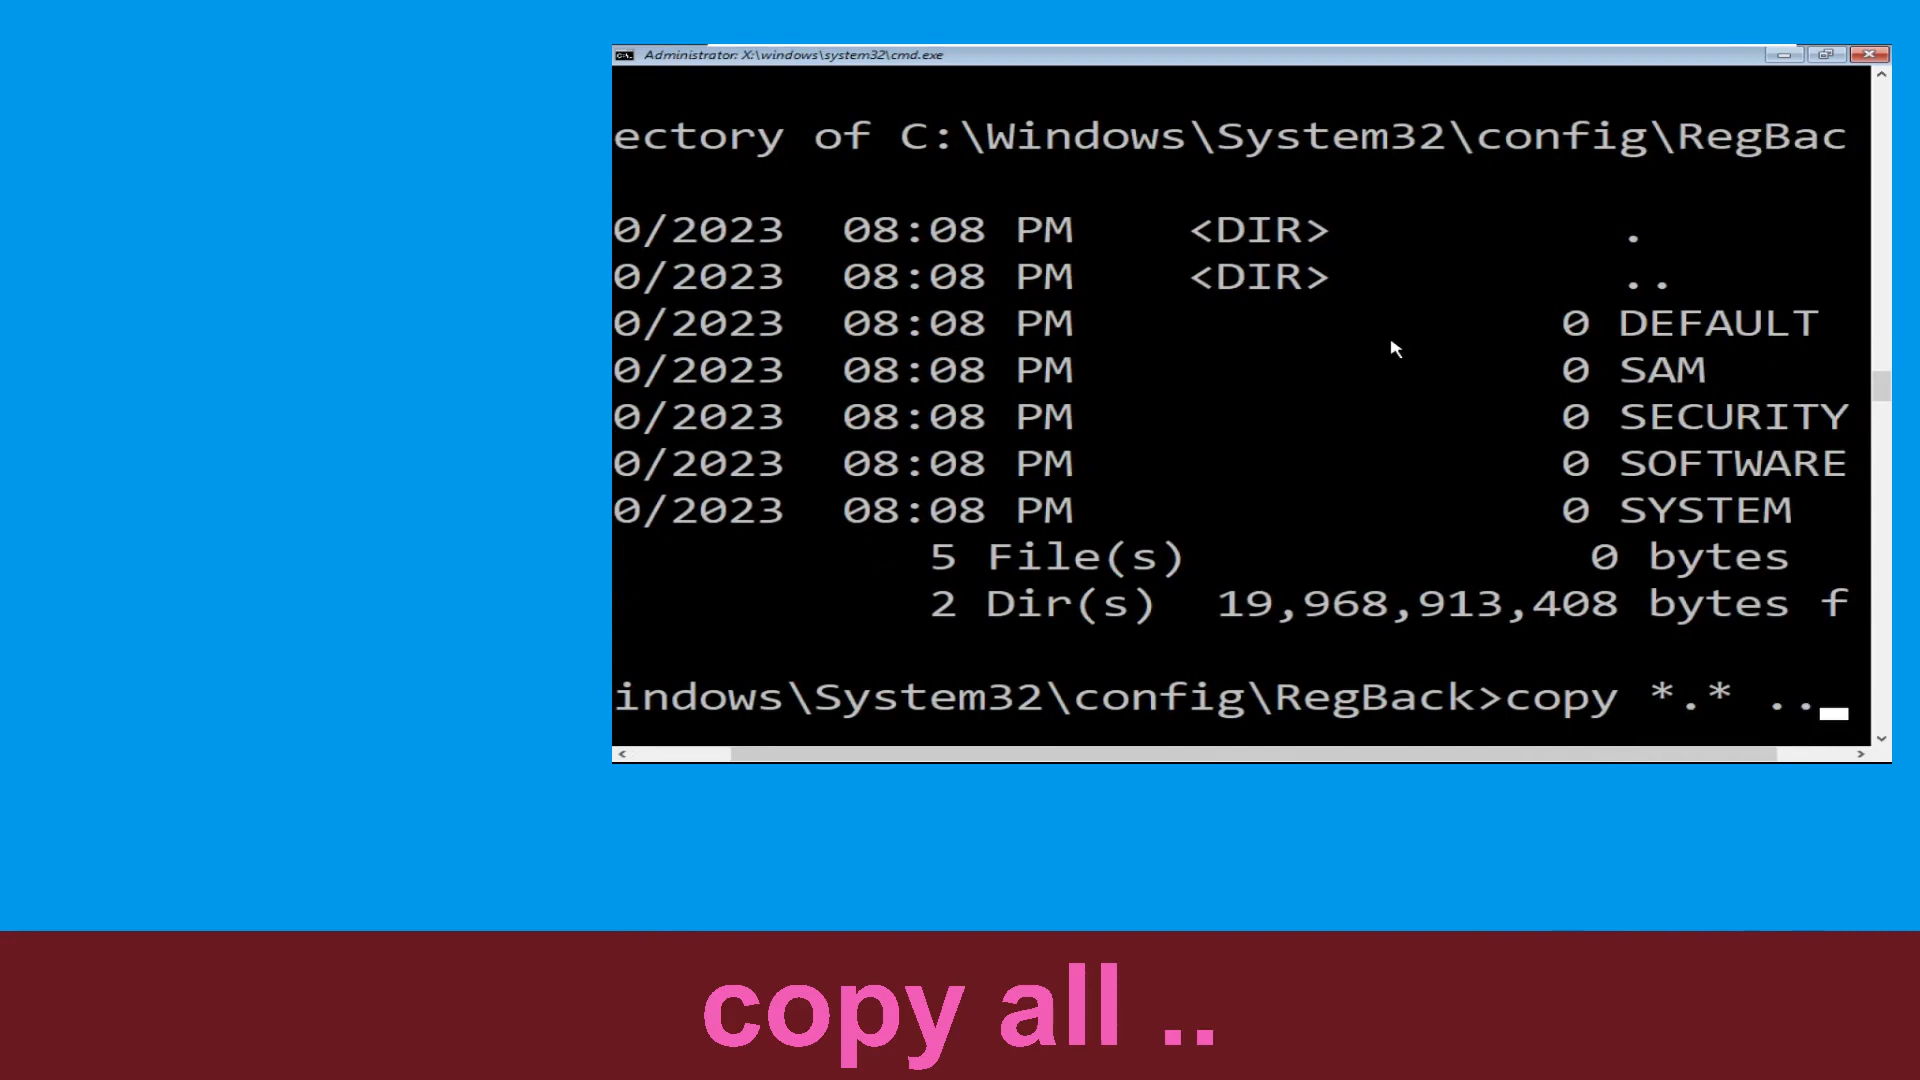 Administrator: X:\windows\system32\cmd.exe
ectory of C:\Windows\System32\config\RegBac
0/2023 08:08 PM <DIR> .
0/2023 08:08 PM <DIR> ..
0/2023 08:08 PM 0 DEFAULT
0/2023 08:08 PM 0 SAM
0/2023 08:08 PM 0 SECURITY
0/2023 08:08 PM 0 SOFTWARE
0/2023 08:08 PM 0 SYSTEM
5 File(s) 0 bytes
2 Dir(s) 19,968,913,408 bytes f
indows\System32\config\RegBack>copy *.* ..
copy all ..